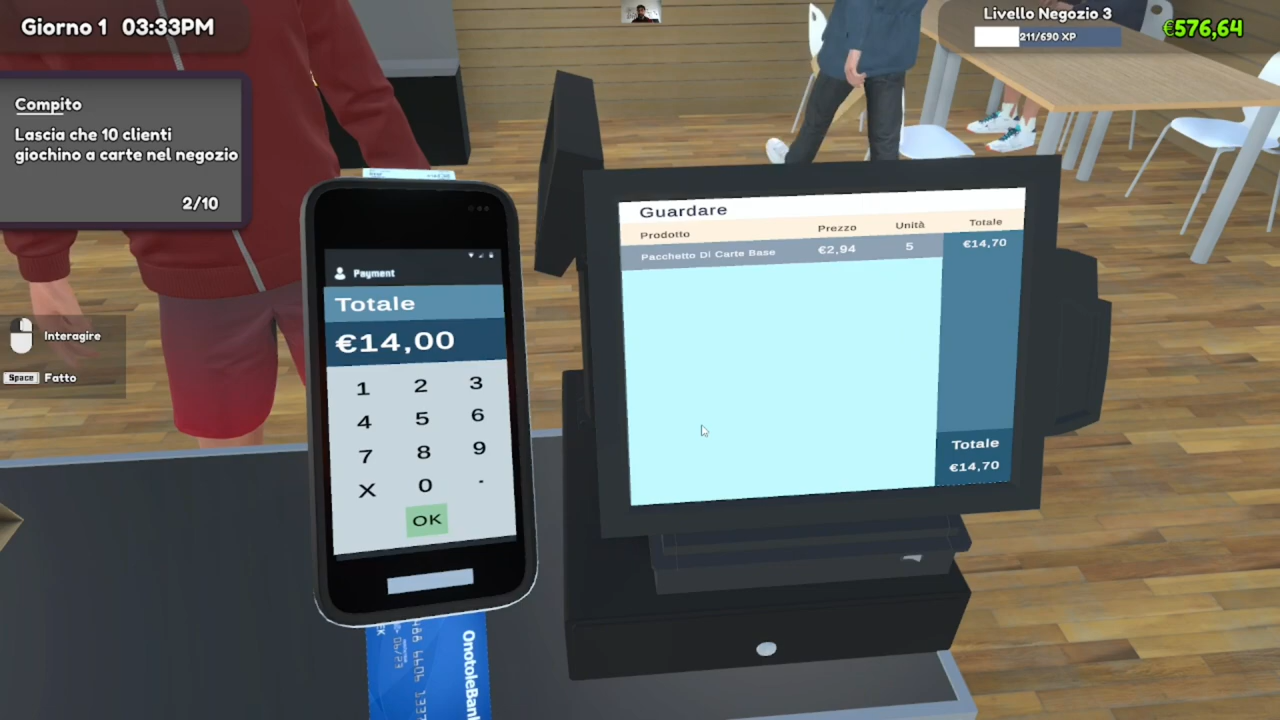 Giorno 1 03:33PM
Livello Negozio 3
211/690 XP
€576,64
Compito
Lascia che 10 clienti
giochino a carte nel negozio
2/10
Interagire
Space Fatto
Payment
Totale
€14,00
1 2 3
4 5 6
7 8 9
X 0 .
OK
Guardare
Prodotto Prezzo Unità Totale
Pacchetto Di Carte Base €2,94 5 €14,70
Totale
€14,70
OnotoleBank